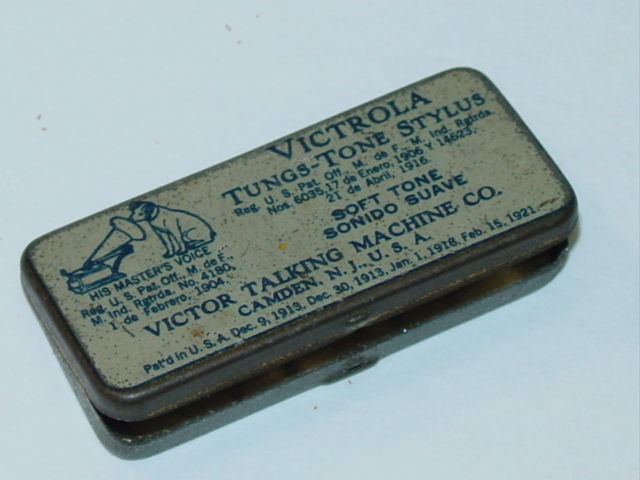 VICTROLA
TUNGS-TONE STYLUS
Reg. U. S. Pat. Off., M. de F., M. Ind. Rgtrda.
Nos. 6035, 17 de Enero, 1906 Y 14623,
21 de Abril, 1916.
SOFT TONE
SONIDO SUAVE
HIS MASTER'S VOICE
Reg. U. S. Pat. Off., M. de F.,
M. Ind. Rgtrda. No. 4180,
1 de Febrero, 1904.
VICTOR TALKING MACHINE CO.
CAMDEN, N. J., U. S. A.
Pat'd in U. S. A. Dec. 9, 1913, Dec. 30, 1913, Jan. 1, 1918, Feb. 15, 1921.